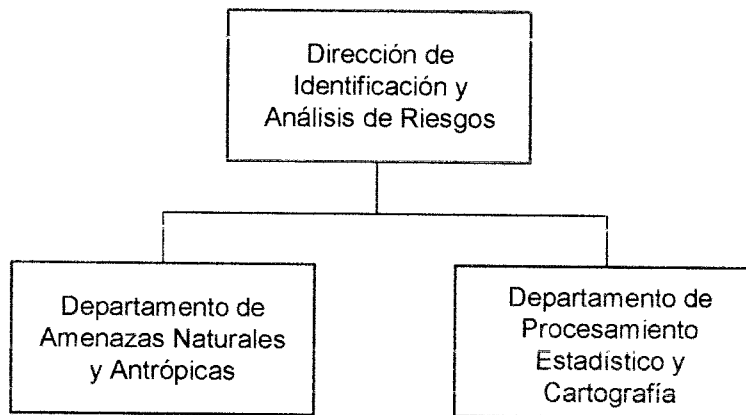 Dirección de
Identificación y
Análisis de Riesgos
Departamento de
Amenazas Naturales
y Antrópicas
Departamento de
Procesamiento
Estadístico y
Cartografía